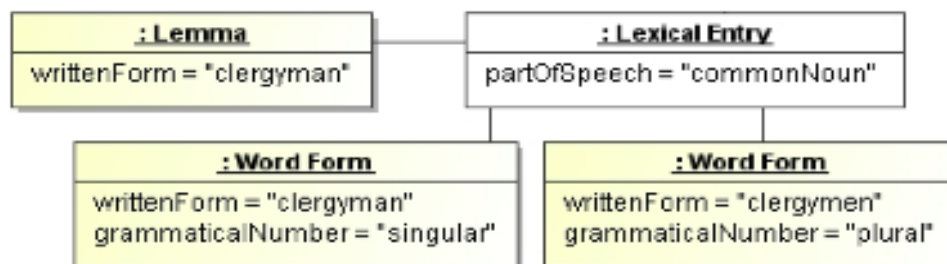 : Lemma
writtenForm = "clergyman"
: Lexical Entry
partOfSpeech = "commonNoun"
: Word Form
writtenForm = "clergyman"
grammaticalNumber = "singular"
: Word Form
writtenForm = "clergymen"
grammaticalNumber = "plural"